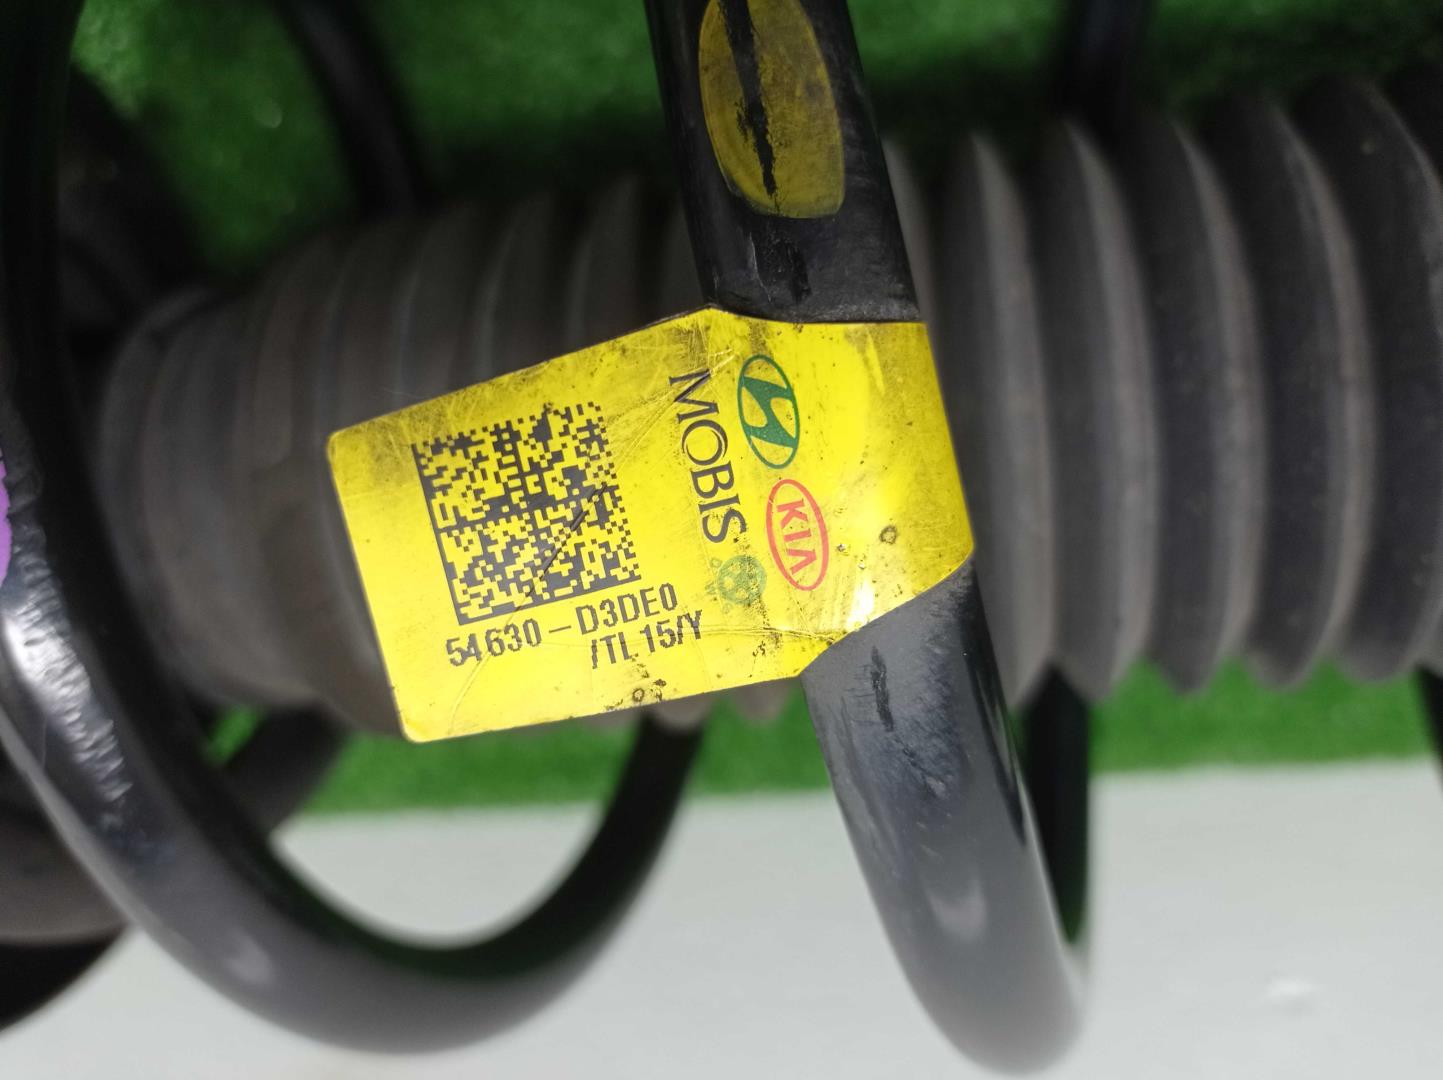 KIA
MOBIS
54630-D3DE0
/TL 15/Y